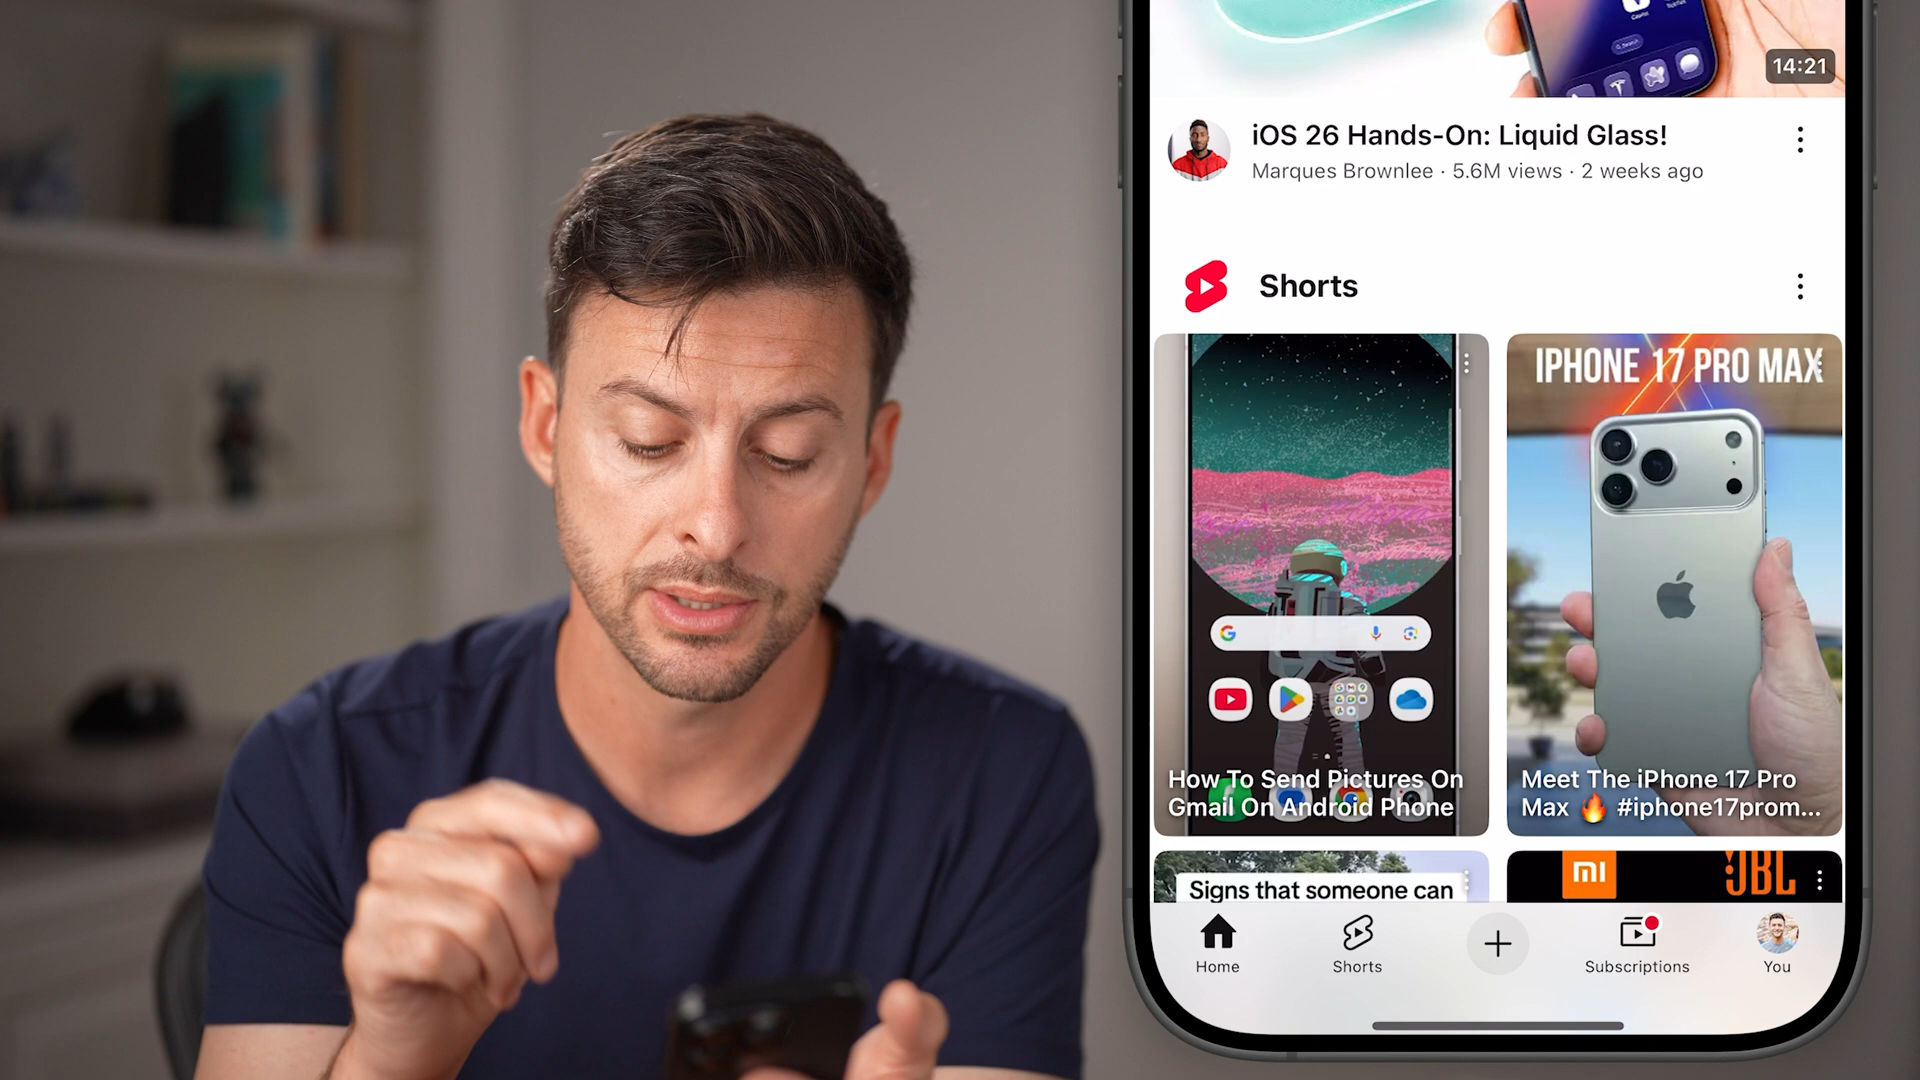 14:21
iOS 26 Hands-On: Liquid Glass!
Marques Brownlee · 5.6M views · 2 weeks ago
Shorts
IPHONE 17 PRO MAX
How To Send Pictures On
Gmail On Android Phone
Meet The iPhone 17 Pro
Max 🔥 #iphone17prom...
Signs that someone can
mi
JBL
Home
Shorts
Subscriptions
You